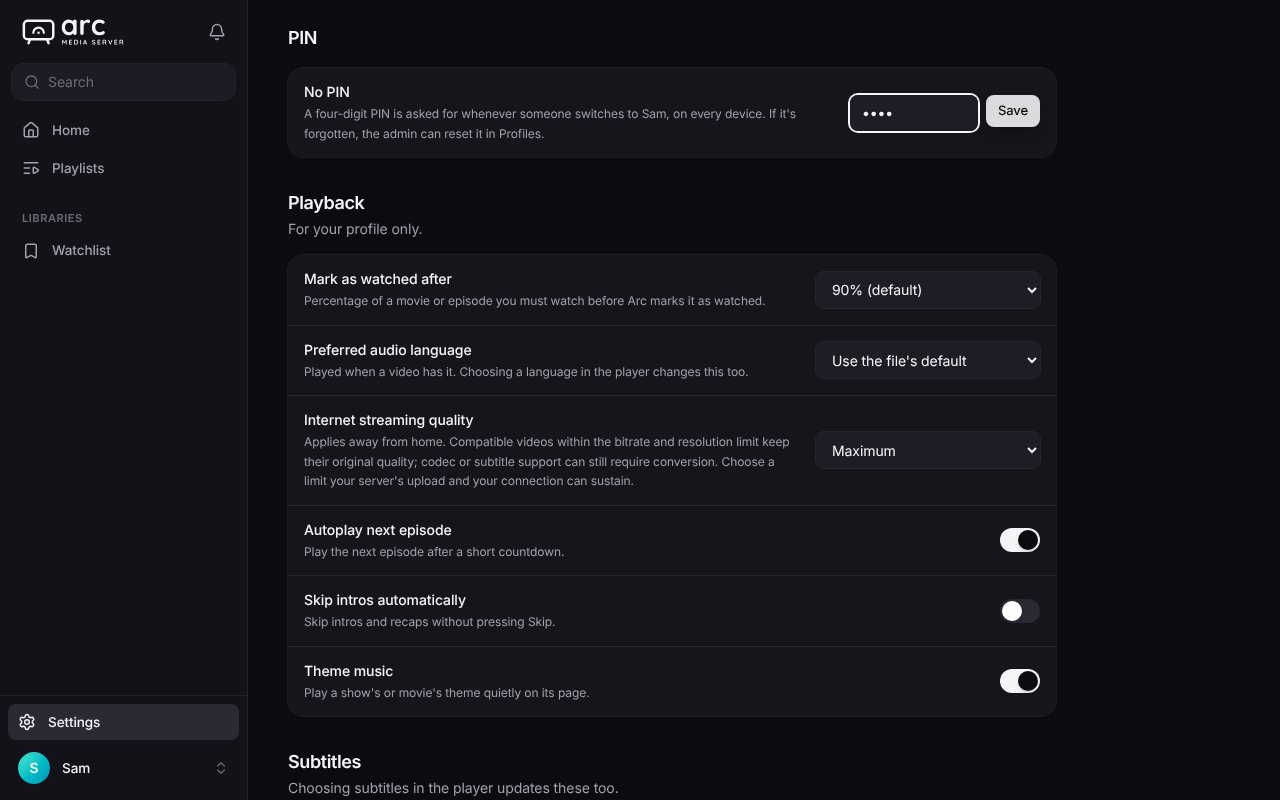 arc
MEDIA SERVER
Search
Home
Playlists
LIBRARIES
Watchlist
Settings
S
Sam
PIN
No PIN
A four-digit PIN is asked for whenever someone switches to Sam, on every device. If it's
forgotten, the admin can reset it in Profiles.
••••
Save
Playback
For your profile only.
Mark as watched after
Percentage of a movie or episode you must watch before Arc marks it as watched.
90% (default)
Preferred audio language
Played when a video has it. Choosing a language in the player changes this too.
Use the file's default
Internet streaming quality
Applies away from home. Compatible videos within the bitrate and resolution limit keep
their original quality; codec or subtitle support can still require conversion. Choose a
limit your server's upload and your connection can sustain.
Maximum
Autoplay next episode
Play the next episode after a short countdown.
Skip intros automatically
Skip intros and recaps without pressing Skip.
Theme music
Play a show's or movie's theme quietly on its page.
Subtitles
Choosing subtitles in the player updates these too.